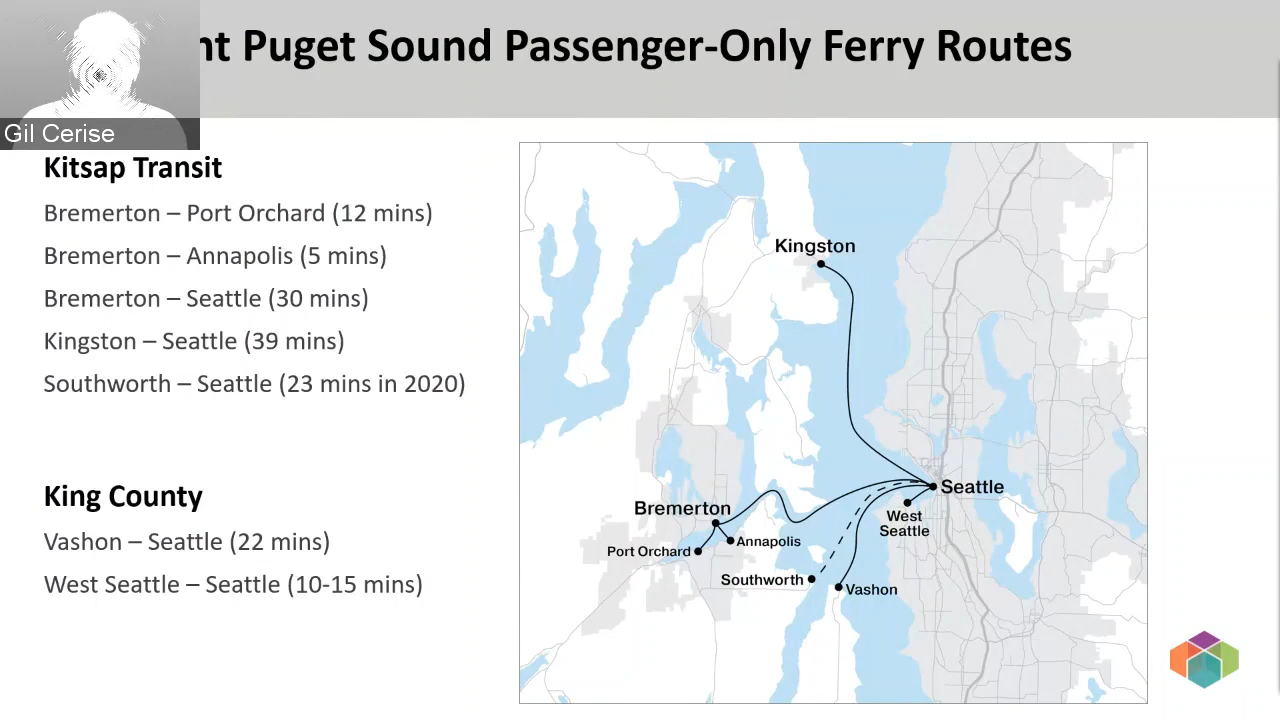 nt Puget Sound Passenger-Only Ferry Routes
Gil Cerise
Kitsap Transit
Bremerton – Port Orchard (12 mins)
Bremerton – Annapolis (5 mins)
Bremerton – Seattle (30 mins)
Kingston – Seattle (39 mins)
Southworth – Seattle (23 mins in 2020)
King County
Vashon – Seattle (22 mins)
West Seattle – Seattle (10-15 mins)
Kingston
Seattle
West
Seattle
Bremerton
Annapolis
Port Orchard
Southworth
Vashon